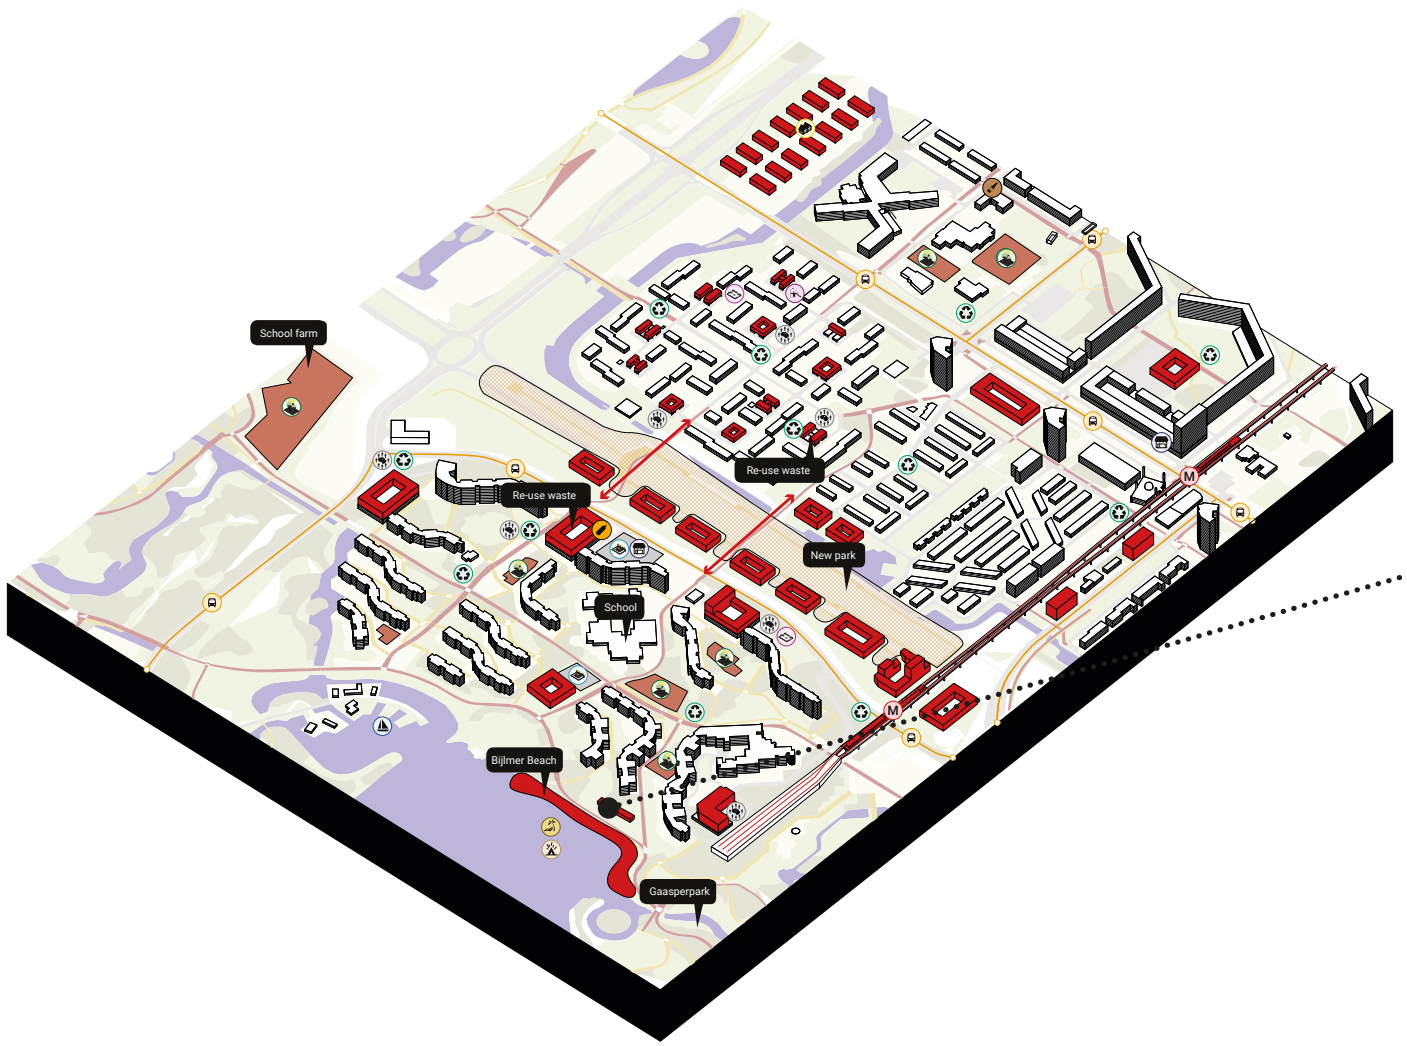 School farm
Re-use waste
Re-use waste
New park
School
Bijlmer Beach
Gaasperpark
M
M